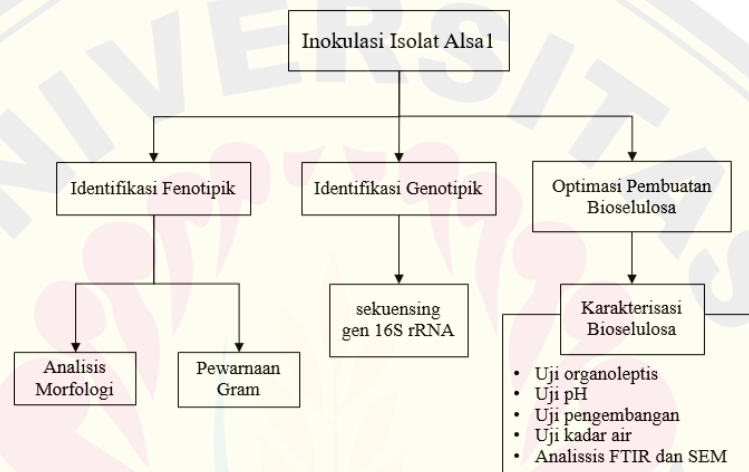 UNIVERSITAS
Inokulasi Isolat Alsa1
Identifikasi Fenotipik
Identifikasi Genotipik
Optimasi Pembuatan
Bioselulosa
Analisis
Morfologi
Pewarnaan
Gram
sekuensing
gen 16S rRNA
Karakterisasi
Bioselulosa
• Uji organoleptis
• Uji pH
• Uji pengembangan
• Uji kadar air
• Analissis FTIR dan SEM